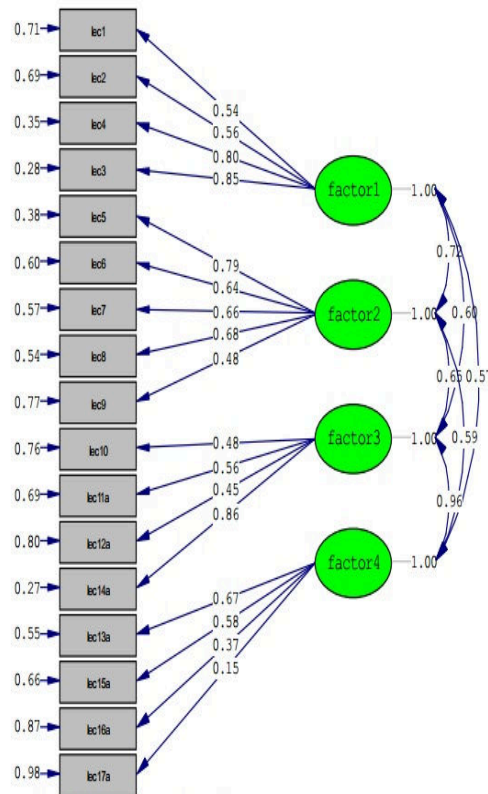 0.71 lec1
0.69 lec2
0.35 lec4
0.28 lec3
0.38 lec5
0.60 lec6
0.57 lec7
0.54 lec8
0.77 lec9
0.76 lec10
0.69 lec11a
0.80 lec12a
0.27 lec14a
0.55 lec13a
0.66 lec15a
0.87 lec16a
0.98 lec17a
0.54
0.56
0.80
0.85
factor1 1.00
0.79
0.64
0.66
0.68
0.48
factor2 1.00
0.48
0.56
0.45
0.86
factor3 1.00
0.67
0.58
0.37
0.15
factor4 1.00
0.72
0.60
0.65
0.57
0.59
0.96